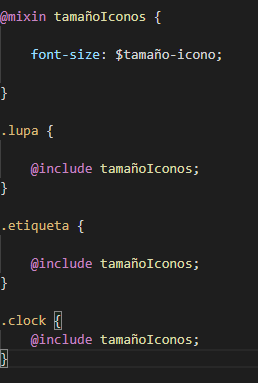 @mixin tamañoIconos {
font-size: $tamaño-icono;
}
.lupa {
@include tamañoIconos;
}
.etiqueta {
@include tamañoIconos;
}
.clock {
@include tamañoIconos;
}